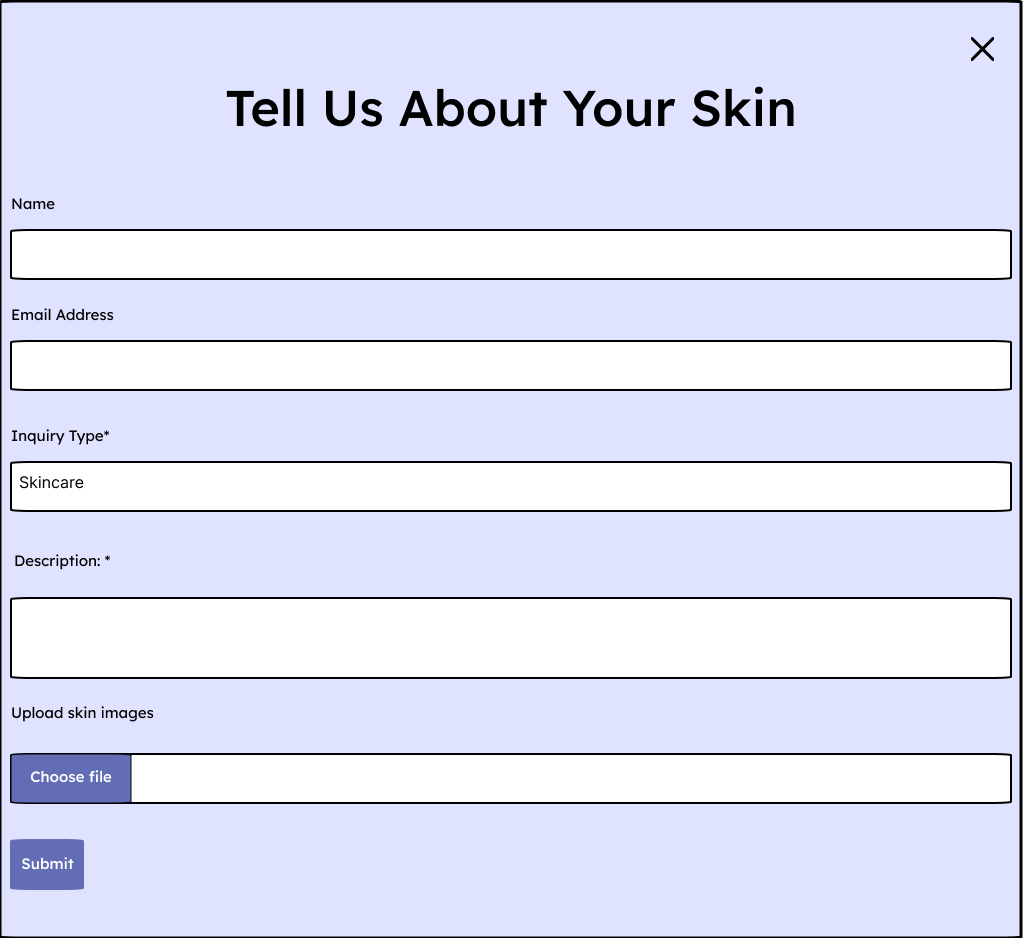 Tell Us About Your Skin
Name
Email Address
Inquiry Type*
Skincare
Description: *
Upload skin images
Choose file
Submit